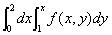 ∫₀² dx ∫₁ˣ f(x, y)dy